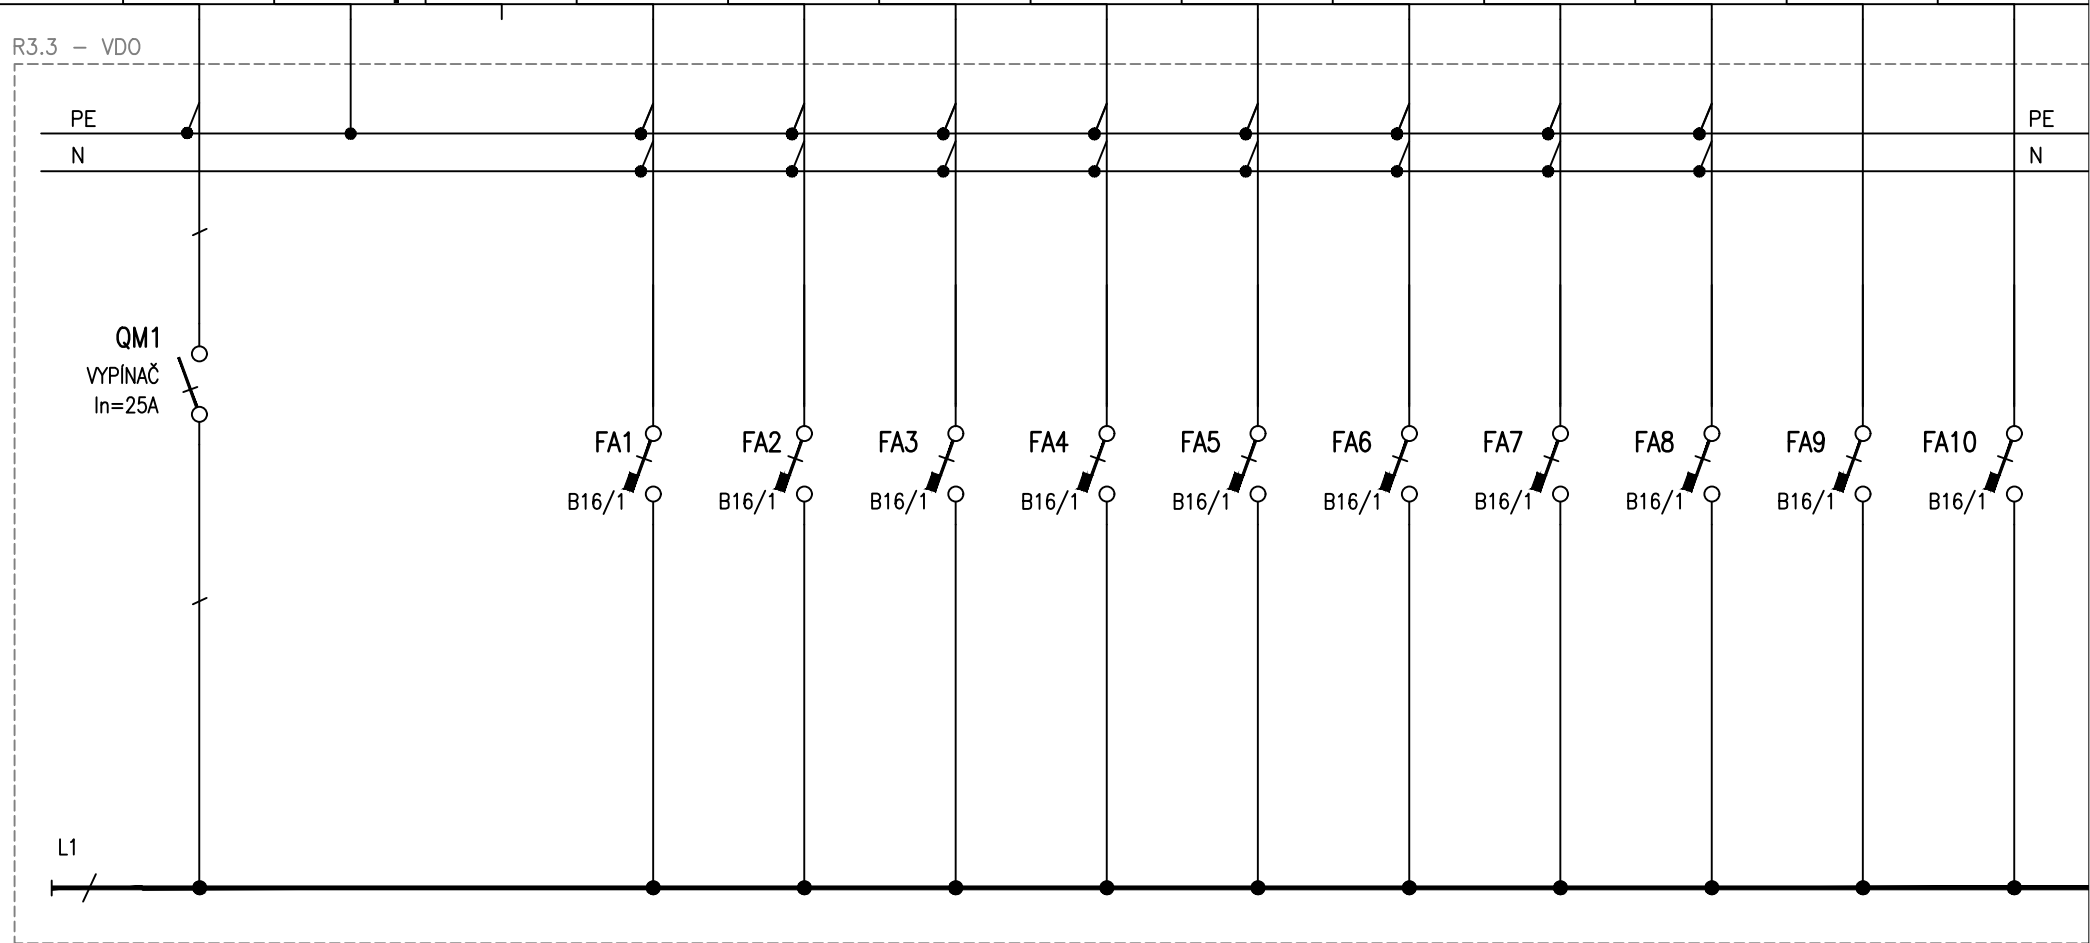 R3.3 – VDO
PE
PE
N
N
QM1
VYPÍNAČ
In=25A
FA1
FA2
FA3
FA4
FA5
FA6
FA7
FA8
FA9
FA10
B16/1
B16/1
B16/1
B16/1
B16/1
B16/1
B16/1
B16/1
B16/1
B16/1
L1